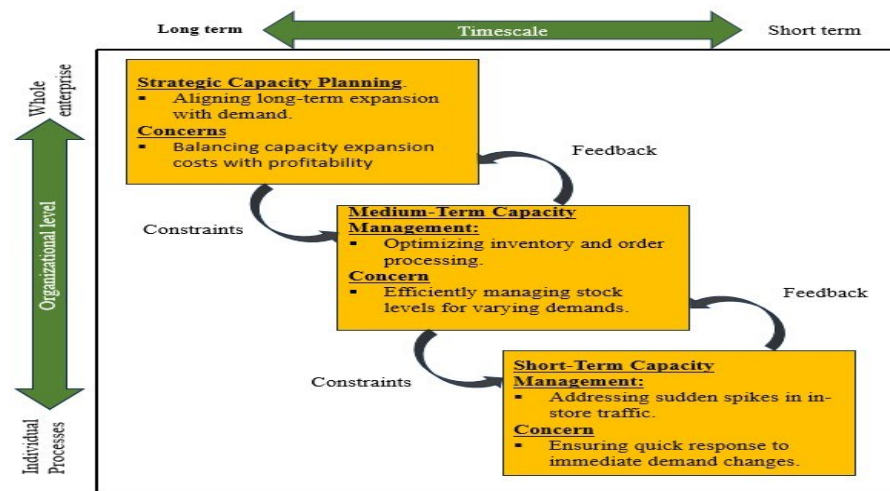 Long term
Timescale
Short term
Whole
enterprise
Organizational level
Individual
Processes
Strategic Capacity Planning.
▪ Aligning long-term expansion
with demand.
Concerns
▪ Balancing capacity expansion
costs with profitability
Feedback
Constraints
Medium-Term Capacity
Management:
▪ Optimizing inventory and order
processing.
Concern
▪ Efficiently managing stock
levels for varying demands.
Feedback
Constraints
Short-Term Capacity
Management:
▪ Addressing sudden spikes in in-
store traffic.
Concern
▪ Ensuring quick response to
immediate demand changes.